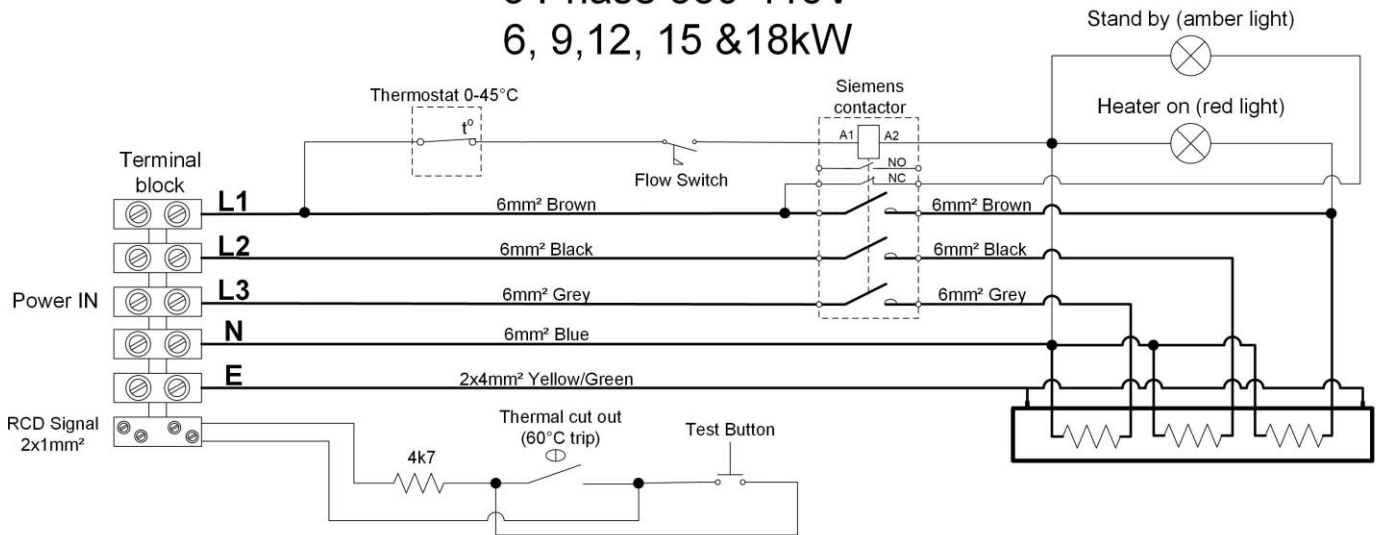 6, 9,12, 15 &18kW
Stand by (amber light)
Heater on (red light)
Thermostat 0-45°C
t°
Siemens
contactor
A1
A2
NO
NC
Flow Switch
Terminal
block
L1
6mm² Brown
6mm² Brown
L2
6mm² Black
6mm² Black
Power IN
L3
6mm² Grey
6mm² Grey
N
6mm² Blue
E
2x4mm² Yellow/Green
RCD Signal
2x1mm²
4k7
Thermal cut out
(60°C trip)
Test Button